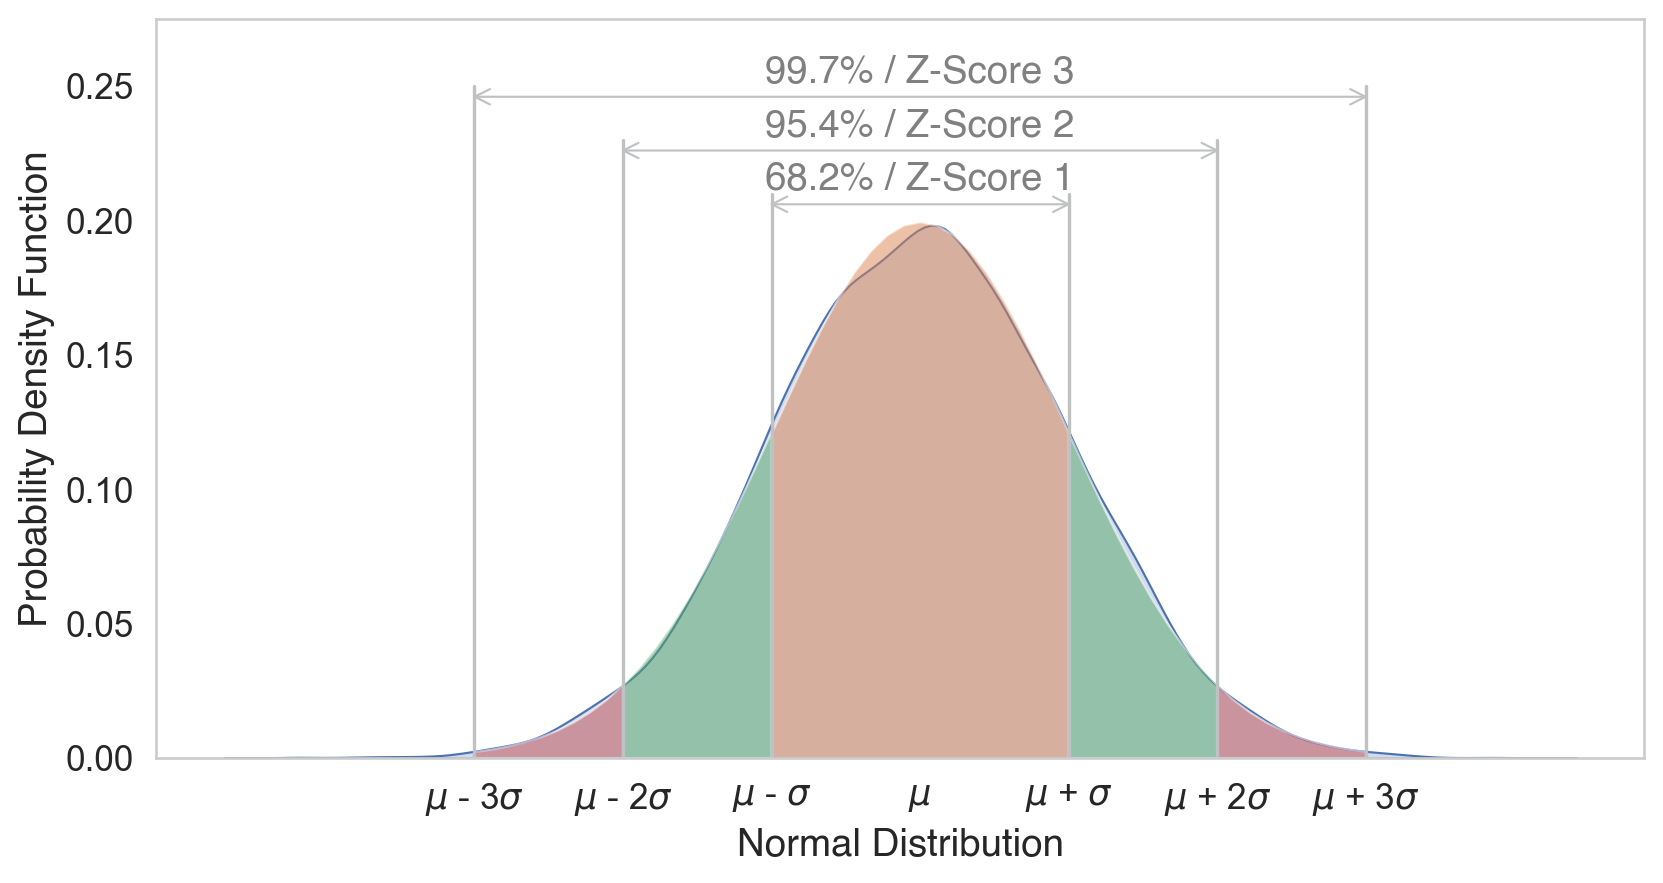 99.7% / Z-Score 3
95.4% / Z-Score 2
68.2% / Z-Score 1
Probability Density Function
0.25
0.20
0.15
0.10
0.05
0.00
μ - 3σ μ - 2σ μ - σ μ μ + σ μ + 2σ μ + 3σ
Normal Distribution